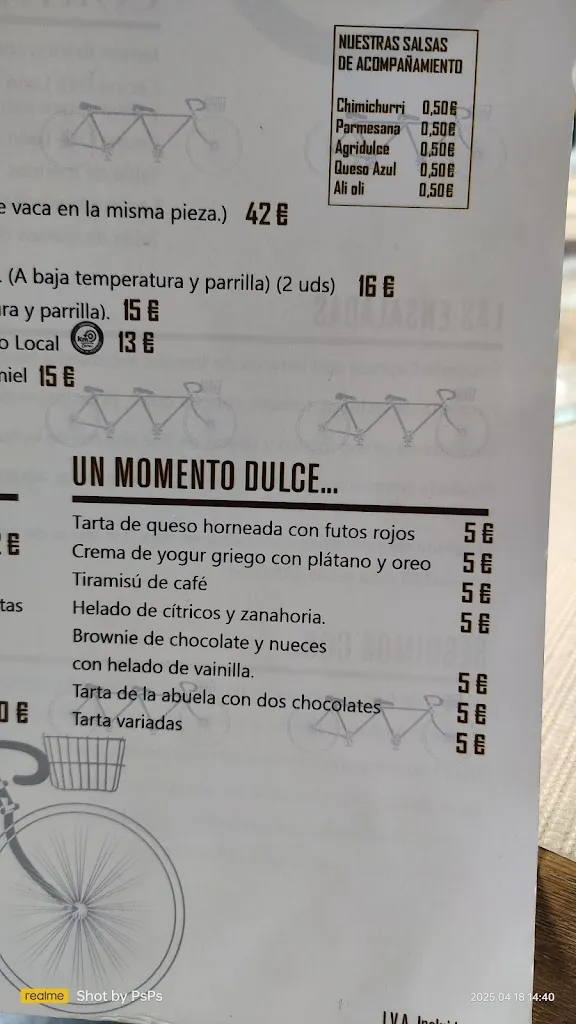 NUESTRAS SALSAS
DE ACOMPAÑAMIENTO
Chimichurri 0,50€
Parmesana 0,50€
Agridulce 0,50€
Queso Azul 0,50€
Ali oli 0,50€
e vaca en la misma pieza.) 42 €
. (A baja temperatura y parrilla) (2 uds) 16 €
ra y parrilla). 15 €
o Local 13 €
miel 15 €
UN MOMENTO DULCE...
Tarta de queso horneada con futos rojos 5 €
Crema de yogur griego con plátano y oreo 5 €
Tiramisú de café 5 €
Helado de cítricos y zanahoria. 5 €
Brownie de chocolate y nueces
con helado de vainilla. 5 €
Tarta de la abuela con dos chocolates 5 €
Tarta variadas 5 €
€
tas
0 €
realme Shot by PsPs
2025.04.18 14:40
I.V.A.